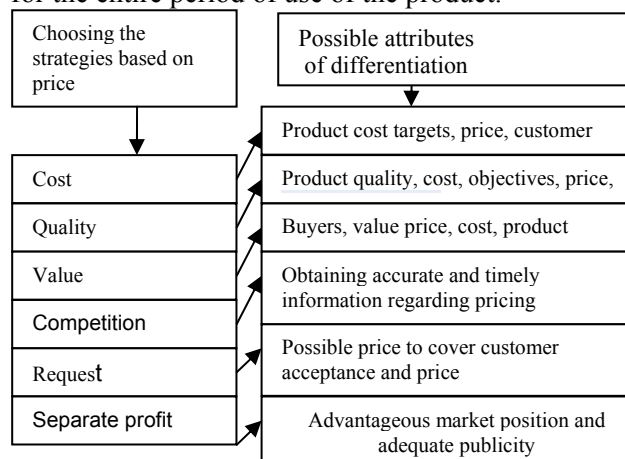 for the entire period of use of the product.
Choosing the
strategies based on
price
Possible attributes
of differentiation
Cost
Quality
Value
Competition
Request
Separate profit
Product cost targets, price, customer
Product quality, cost, objectives, price,
Buyers, value price, cost, product
Obtaining accurate and timely
information regarding pricing
Possible price to cover customer
acceptance and price
Advantageous market position and
adequate publicity